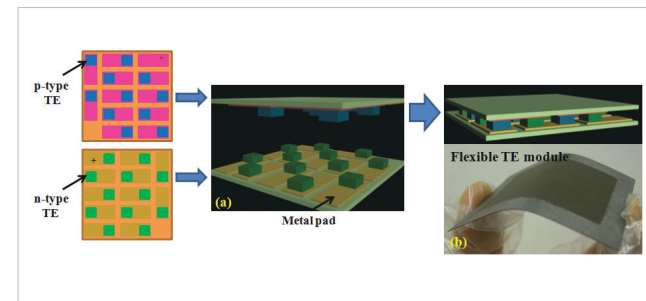 p-type
TE
-
+
n-type
TE
(a)
Metal pad
Flexible TE module
(b)